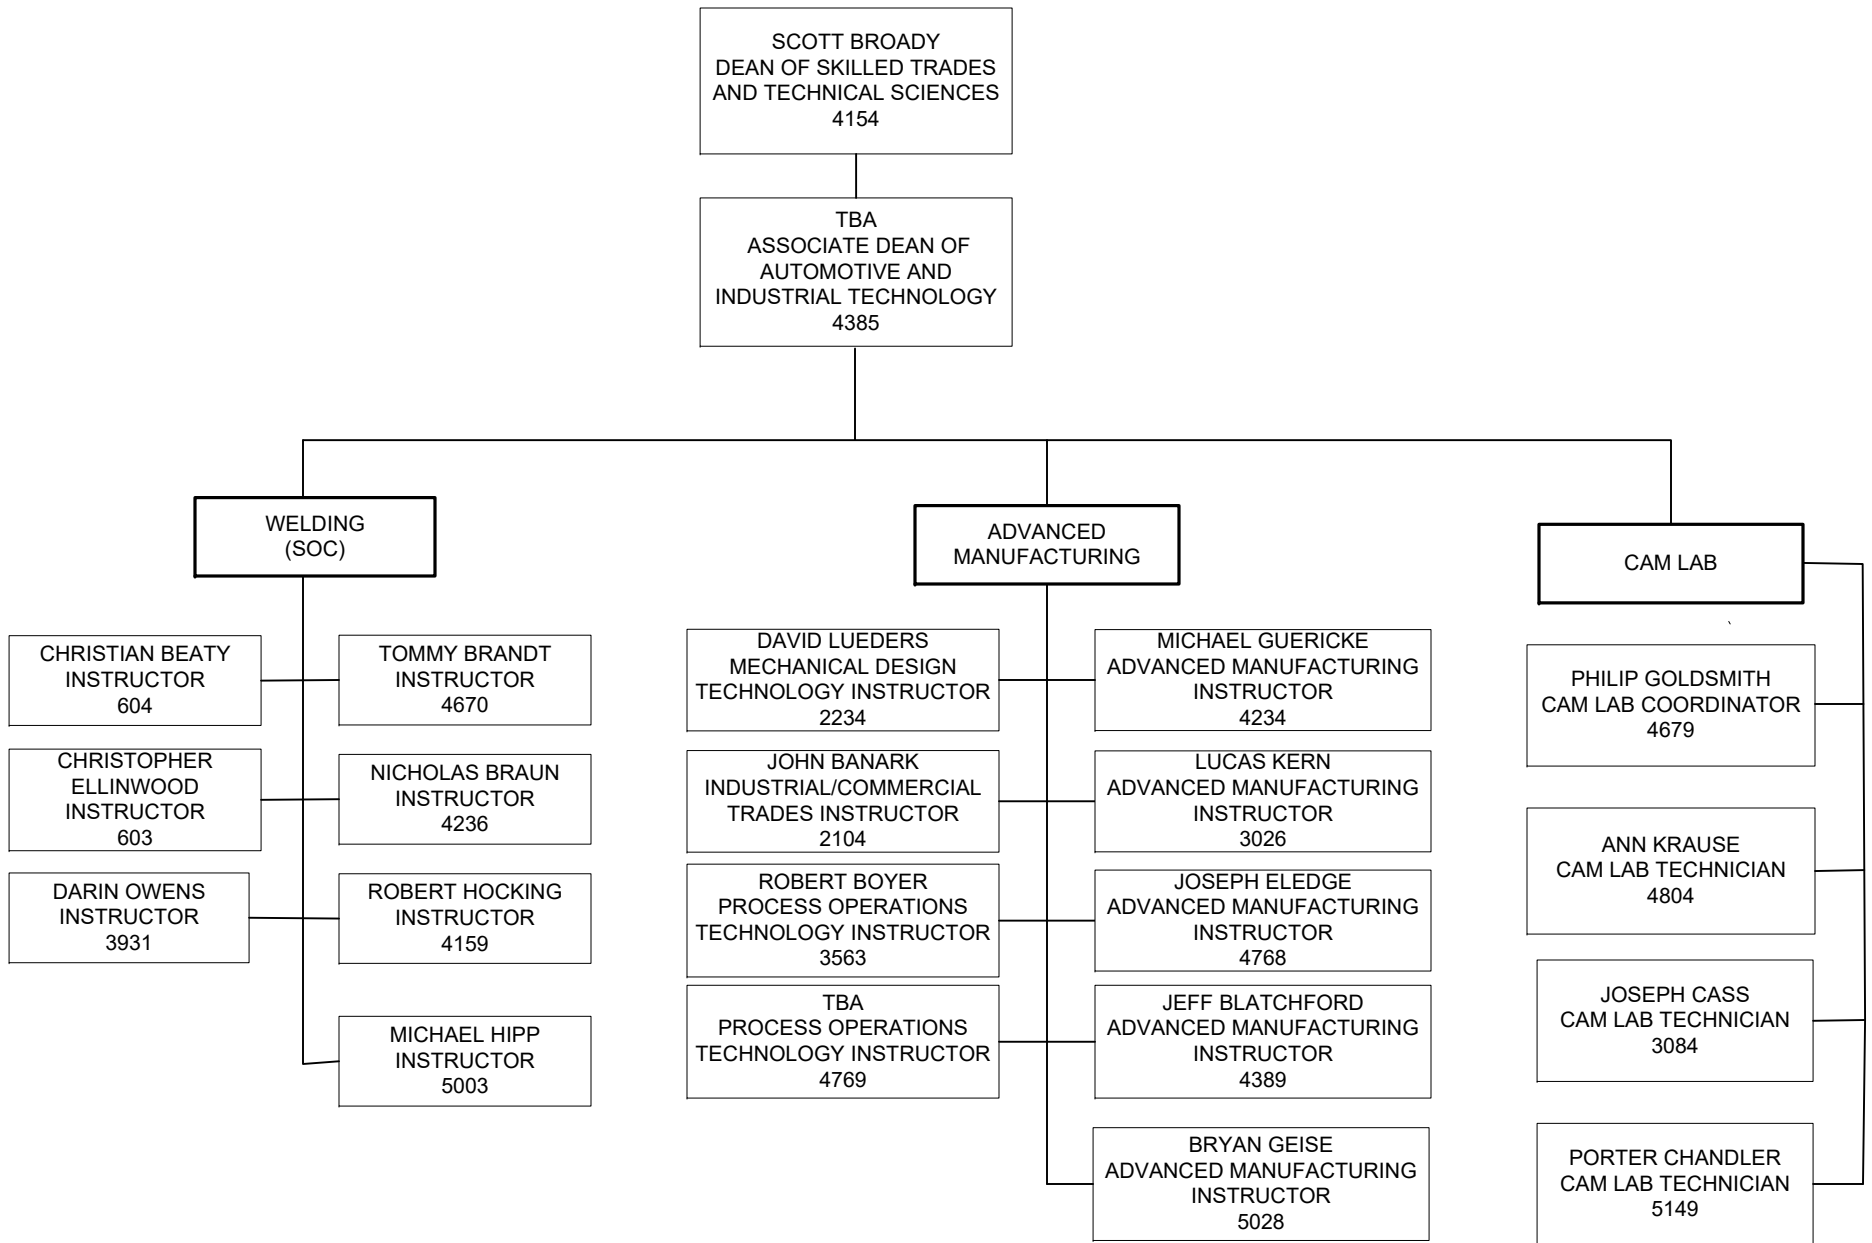 SCOTT BROADY
DEAN OF SKILLED TRADES
AND TECHNICAL SCIENCES
4154
TBA
ASSOCIATE DEAN OF
AUTOMOTIVE AND
INDUSTRIAL TECHNOLOGY
4385
WELDING
(SOC)
CHRISTIAN BEATY
INSTRUCTOR
604
TOMMY BRANDT
INSTRUCTOR
4670
CHRISTOPHER
ELLINWOOD
INSTRUCTOR
603
NICHOLAS BRAUN
INSTRUCTOR
4236
DARIN OWENS
INSTRUCTOR
3931
ROBERT HOCKING
INSTRUCTOR
4159
MICHAEL HIPP
INSTRUCTOR
5003
ADVANCED
MANUFACTURING
DAVID LUEDERS
MECHANICAL DESIGN
TECHNOLOGY INSTRUCTOR
2234
MICHAEL GUERICKE
ADVANCED MANUFACTURING
INSTRUCTOR
4234
JOHN BANARK
INDUSTRIAL/COMMERCIAL
TRADES INSTRUCTOR
2104
LUCAS KERN
ADVANCED MANUFACTURING
INSTRUCTOR
3026
ROBERT BOYER
PROCESS OPERATIONS
TECHNOLOGY INSTRUCTOR
3563
JOSEPH ELEDGE
ADVANCED MANUFACTURING
INSTRUCTOR
4768
TBA
PROCESS OPERATIONS
TECHNOLOGY INSTRUCTOR
4769
JEFF BLATCHFORD
ADVANCED MANUFACTURING
INSTRUCTOR
4389
BRYAN GEISE
ADVANCED MANUFACTURING
INSTRUCTOR
5028
CAM LAB
`
PHILIP GOLDSMITH
CAM LAB COORDINATOR
4679
ANN KRAUSE
CAM LAB TECHNICIAN
4804
JOSEPH CASS
CAM LAB TECHNICIAN
3084
PORTER CHANDLER
CAM LAB TECHNICIAN
5149